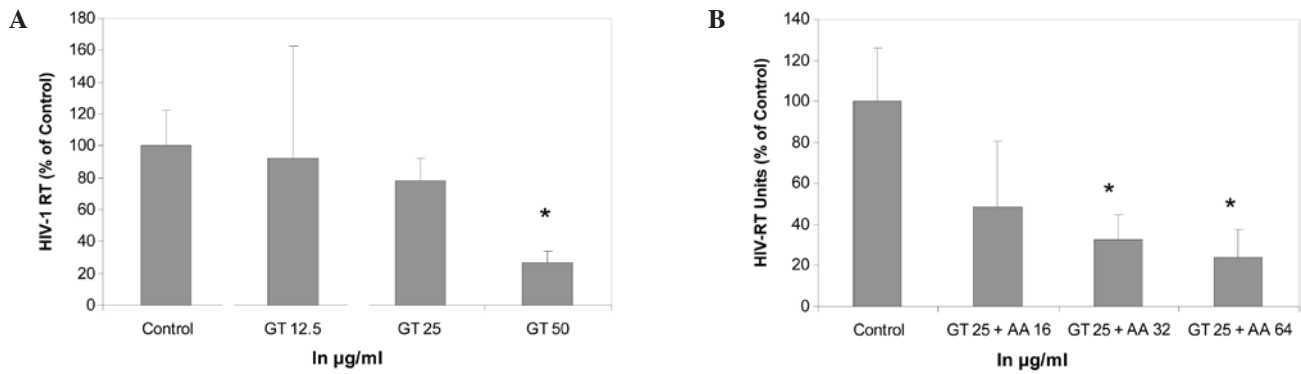 A
HIV-1 RT (% of Control)
180
160
140
120
100
80
60
40
20
0
*
Control GT 12.5 GT 25 GT 50
In µg/ml
B
HIV-RT Units (% of Control)
140
120
100
80
60
40
20
0
* *
Control GT 25 + AA 16 GT 25 + AA 32 GT 25 + AA 64
In µg/ml